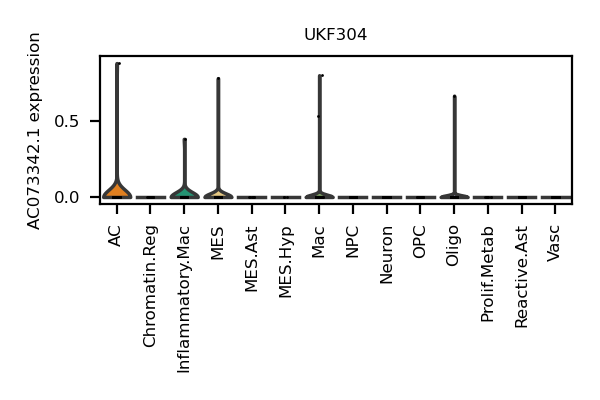 UKF304
AC073342.1 expression
0.5
0.0
AC
Chromatin.Reg
Inflammatory.Mac
MES
MES.Ast
MES.Hyp
Mac
NPC
Neuron
OPC
Oligo
Prolif.Metab
Reactive.Ast
Vasc